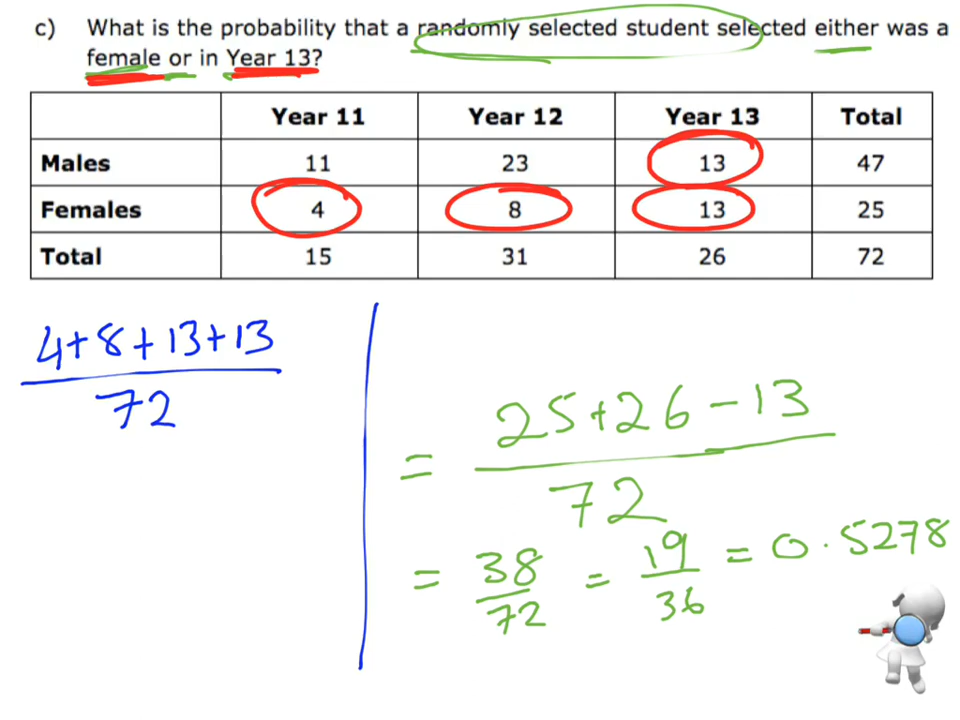 c) What is the probability that a randomly selected student selected either was a
female or in Year 13?
Year 11 Year 12 Year 13 Total
Males 11 23 13 47
Females 4 8 13 25
Total 15 31 26 72
4+8+13+13
72
25+26-13
=
72
= 38/72 = 19/36 = 0.5278